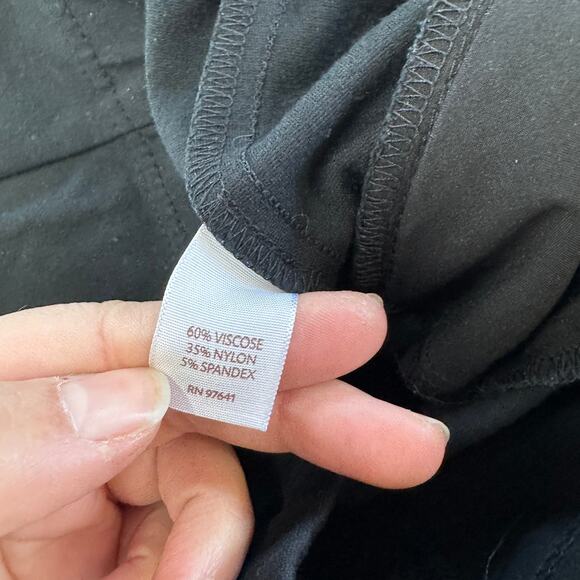 60% VISCOSE
35% NYLON
5% SPANDEX
RN 97641